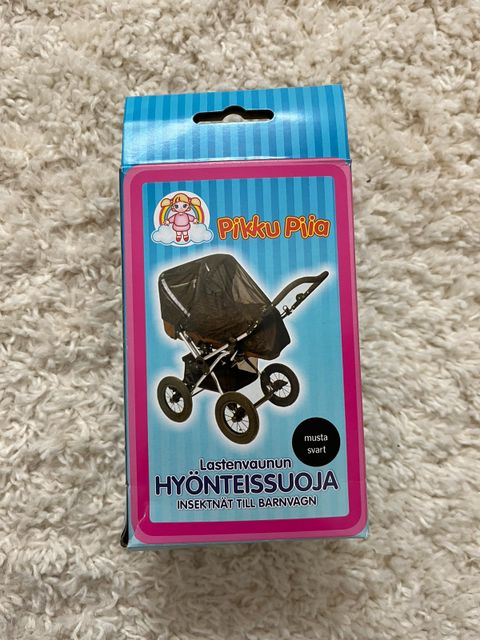 Pikku Piia
musta
svart
Lastenvaunun
HYÖNTEISSUOJA
INSEKTNÄT TILL BARNVAGN